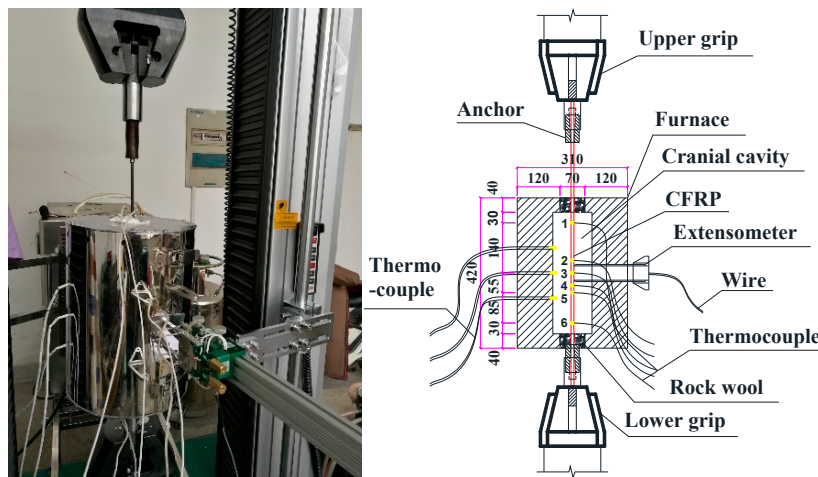 Upper grip
Anchor
Furnace
310
Cranial cavity
120
70
120
40
CFRP
30
1
Extensometer
140
2
Thermo
-couple
420
3
Wire
55
4
5
85
Thermocouple
30
6
40
Rock wool
Lower grip